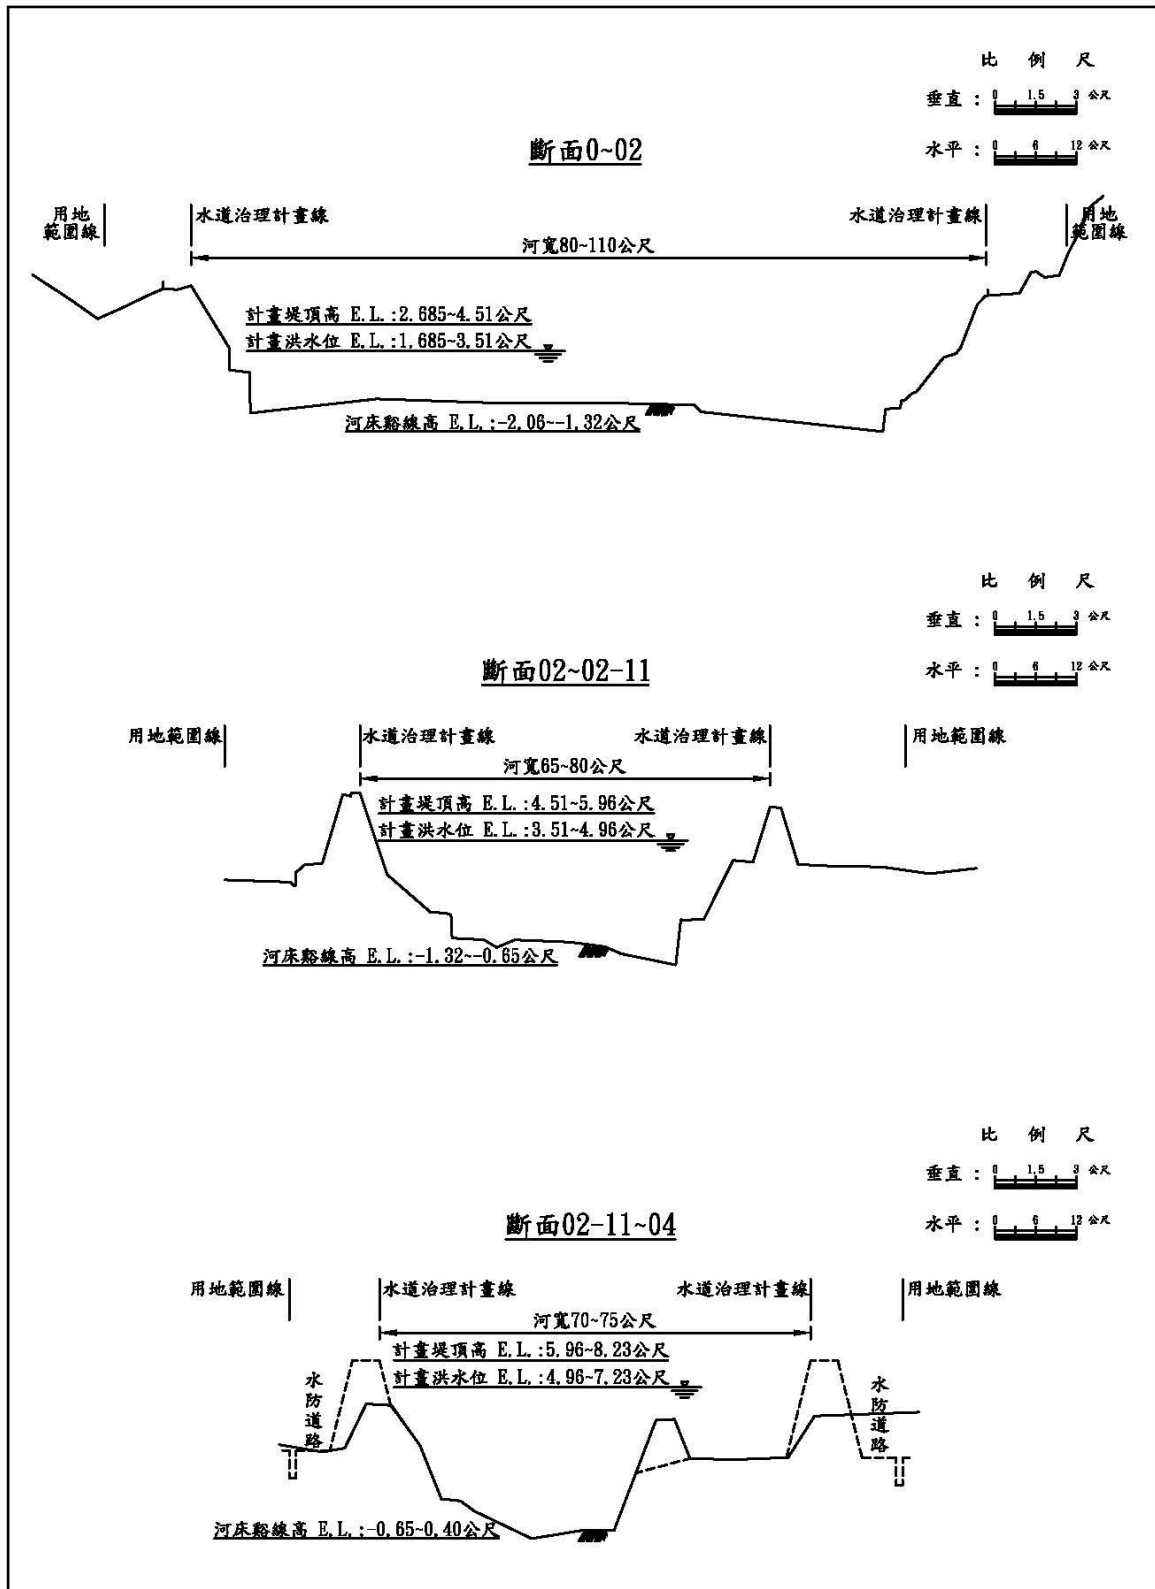 比 例 尺
垂直 : 0 1.5 3 公尺
水平 : 0 6 12 公尺
斷面0~02
用地
範圍線
水道治理計畫線
水道治理計畫線
用地
範圍線
河寬80~110公尺
計畫堤頂高 E.L.:2.685~4.51公尺
計畫洪水位 E.L.:1.685~3.51公尺
河床谿線高 E.L.:-2.06~-1.32公尺
比 例 尺
垂直 : 0 1.5 3 公尺
水平 : 0 6 12 公尺
斷面02~02-11
用地範圍線
水道治理計畫線
水道治理計畫線
用地範圍線
河寬65~80公尺
計畫堤頂高 E.L.:4.51~5.96公尺
計畫洪水位 E.L.:3.51~4.96公尺
河床谿線高 E.L.:-1.32~-0.65公尺
比 例 尺
垂直 : 0 1.5 3 公尺
水平 : 0 6 12 公尺
斷面02-11~04
用地範圍線
水道治理計畫線
水道治理計畫線
用地範圍線
河寬70~75公尺
計畫堤頂高 E.L.:5.96~8.23公尺
計畫洪水位 E.L.:4.96~7.23公尺
水防道路
水防道路
河床谿線高 E.L.:-0.65~0.40公尺